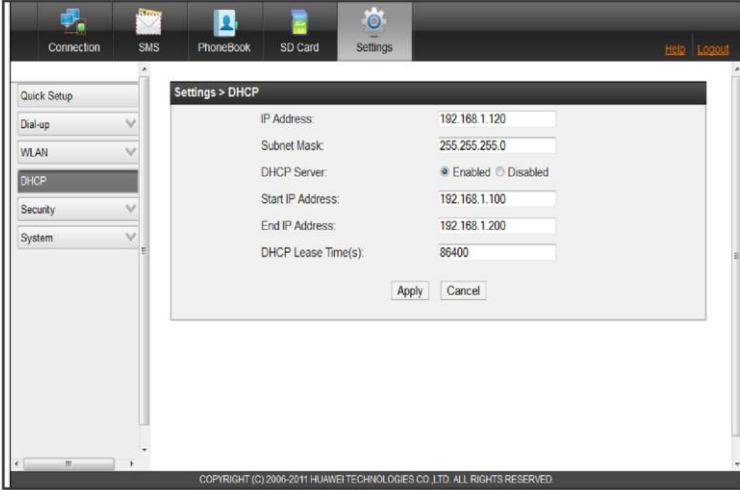 Connection SMS PhoneBook SD Card Settings
Help Logout
Quick Setup
Dial-up
WLAN
DHCP
Security
System
Settings > DHCP
IP Address: 192.168.1.120
Subnet Mask: 255.255.255.0
DHCP Server: Enabled Disabled
Start IP Address: 192.168.1.100
End IP Address: 192.168.1.200
DHCP Lease Time(s): 86400
Apply Cancel
COPYRIGHT (C) 2006-2011 HUAWEI TECHNOLOGIES CO.,LTD. ALL RIGHTS RESERVED.